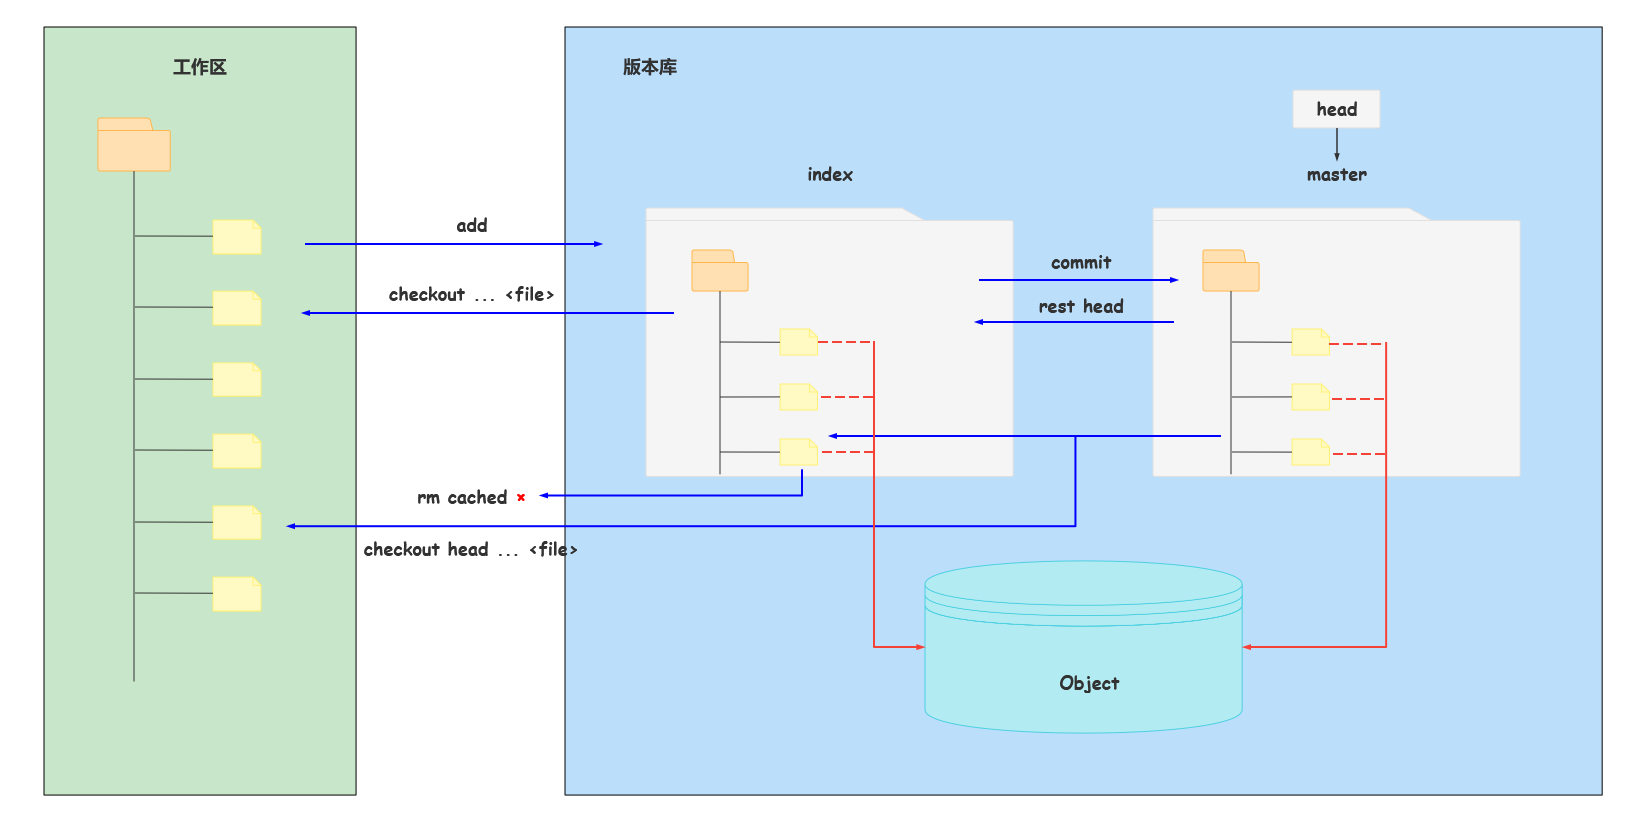 工作区
版本库
head
index
master
add
commit
checkout ... <file>
rest head
rm cached ×
checkout head ... <file>
Object